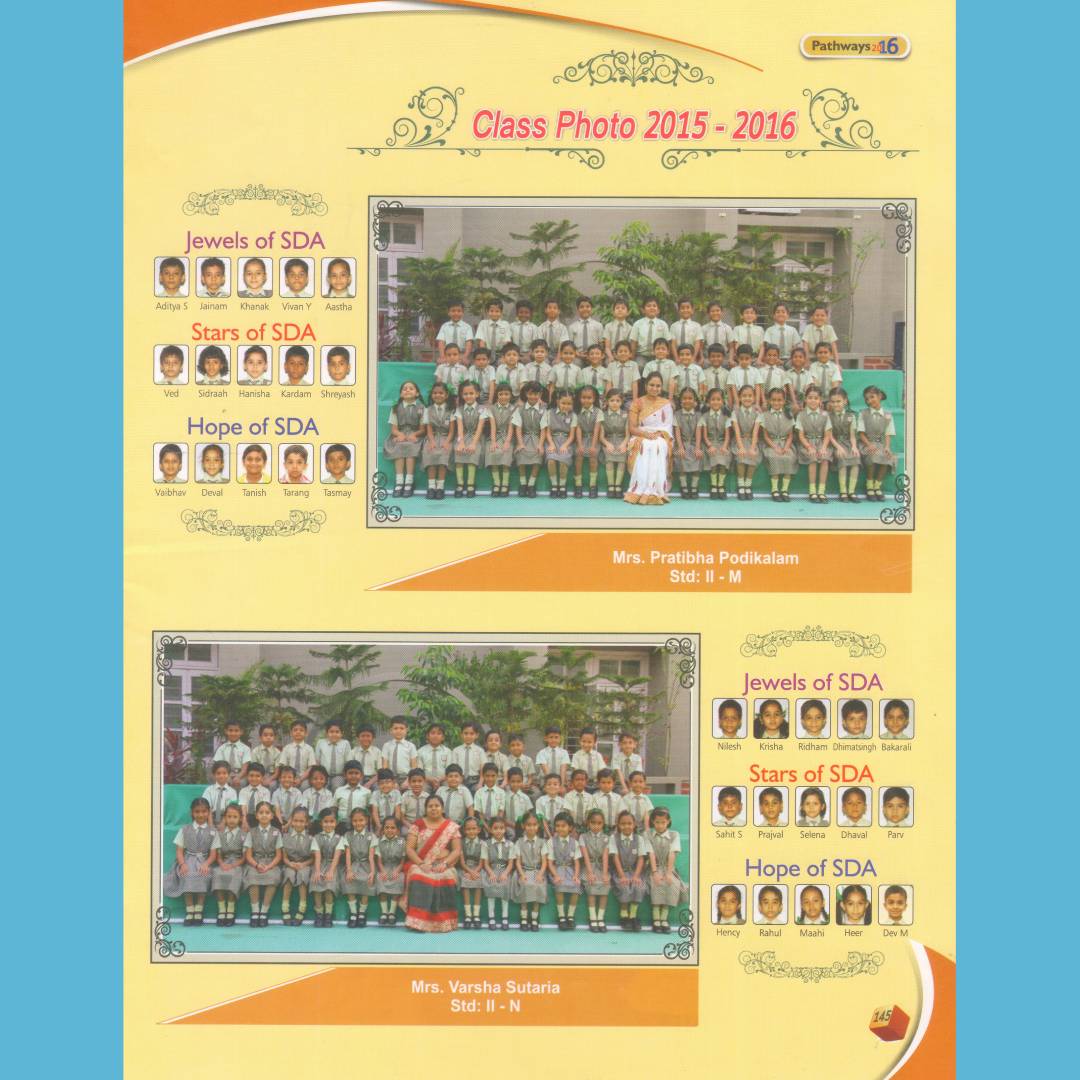 Pathways 2016
Class Photo 2015 - 2016
Jewels of SDA
Aditya S Jainam Khanak Vivan Y Aastha
Stars of SDA
Ved Sidraah Hanisha Kardam Shreyash
Hope of SDA
Vaibhav Deval Tanish Tarang Tasmay
Mrs. Pratibha Podikalam
Std: II - M
Jewels of SDA
Nilesh Krisha Ridham Dhimatsingh Bakarali
Stars of SDA
Sahit S Prajval Selena Dhaval Parv
Hope of SDA
Hency Rahul Maahi Heer Dev M
Mrs. Varsha Sutaria
Std: II - N
145